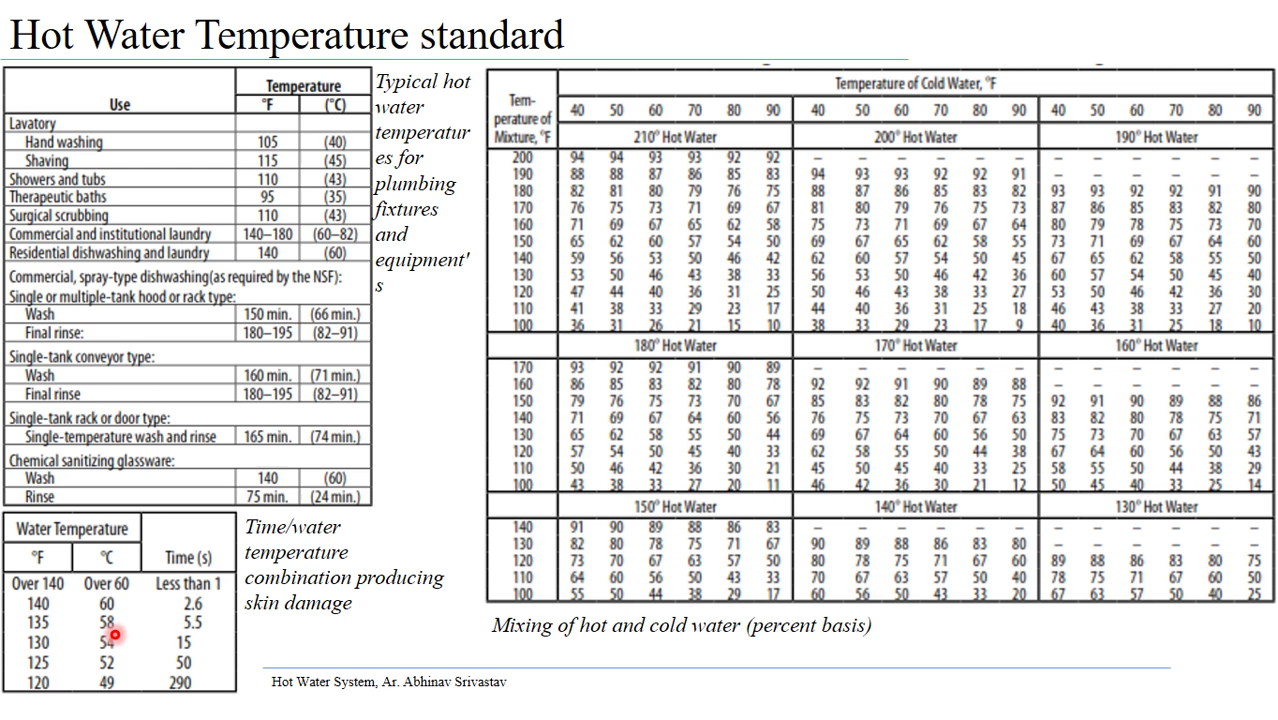 Hot Water Temperature standard
Use Temperature
°F (°C)
Lavatory
Hand washing 105 (40)
Shaving 115 (45)
Showers and tubs 110 (43)
Therapeutic baths 95 (35)
Surgical scrubbing 110 (43)
Commercial and institutional laundry 140–180 (60–82)
Residential dishwashing and laundry 140 (60)
Commercial, spray-type dishwashing(as required by the NSF):
Single or multiple-tank hood or rack type:
Wash 150 min. (66 min.)
Final rinse: 180–195 (82–91)
Single-tank conveyor type:
Wash 160 min. (71 min.)
Final rinse 180–195 (82–91)
Single-tank rack or door type:
Single-temperature wash and rinse 165 min. (74 min.)
Chemical sanitizing glassware:
Wash 140 (60)
Rinse 75 min. (24 min.)
Typical hot
water
temperatur
es for
plumbing
fixtures
and
equipment'
s
Water Temperature
°F °C Time (s)
Over 140 Over 60 Less than 1
140 60 2.6
135 58 5.5
130 54 15
125 52 50
120 49 290
Time/water
temperature
combination producing
skin damage
Tem-
perature of
Mixture, °F
Temperature of Cold Water, °F
40 50 60 70 80 90 40 50 60 70 80 90 40 50 60 70 80 90
210° Hot Water 200° Hot Water 190° Hot Water
200 94 94 93 93 92 92 – – – – – – – – – – – –
190 88 88 87 86 85 83 94 93 93 92 92 91 – – – – – –
180 82 81 80 79 76 75 88 87 86 85 83 82 93 93 92 92 91 90
170 76 75 73 71 69 67 81 80 79 76 75 73 87 86 85 83 82 80
160 71 69 67 65 62 58 75 73 71 69 67 64 80 79 78 75 73 70
150 65 62 60 57 54 50 69 67 65 62 58 55 73 71 69 67 64 60
140 59 56 53 50 46 42 62 60 57 54 50 45 67 65 62 58 55 50
130 53 50 46 43 38 33 56 53 50 46 42 36 60 57 54 50 45 40
120 47 44 40 36 31 25 50 46 43 38 33 27 53 50 46 42 36 30
110 41 38 33 29 23 17 44 40 36 31 25 18 46 43 38 33 27 20
100 36 31 26 21 15 10 38 33 29 23 17 9 40 36 31 25 18 10
180° Hot Water 170° Hot Water 160° Hot Water
170 93 92 92 91 90 89 – – – – – – – – – – – –
160 86 85 83 82 80 78 92 92 91 90 89 88 – – – – – –
150 79 76 75 73 70 67 85 83 82 80 78 75 92 91 90 89 88 86
140 71 69 67 64 60 56 76 75 73 70 67 63 83 82 80 78 75 71
130 65 62 58 55 50 44 69 67 64 60 56 50 75 73 70 67 63 57
120 57 54 50 45 40 33 62 58 55 50 44 38 67 64 60 56 50 43
110 50 46 42 36 30 21 45 50 45 40 33 25 58 55 50 44 38 29
100 43 38 33 27 20 11 46 42 36 30 21 12 50 45 40 33 25 14
150° Hot Water 140° Hot Water 130° Hot Water
140 91 90 89 88 86 83 – – – – – – – – – – – –
130 82 80 78 75 71 67 90 89 88 86 83 80 – – – – – –
120 73 70 67 63 57 50 80 78 75 71 67 60 89 88 86 83 80 75
110 64 60 56 50 43 33 70 67 63 57 50 40 78 75 71 67 60 50
100 55 50 44 38 29 17 60 56 50 43 33 20 67 63 57 50 40 25
Mixing of hot and cold water (percent basis)
Hot Water System, Ar. Abhinav Srivastav